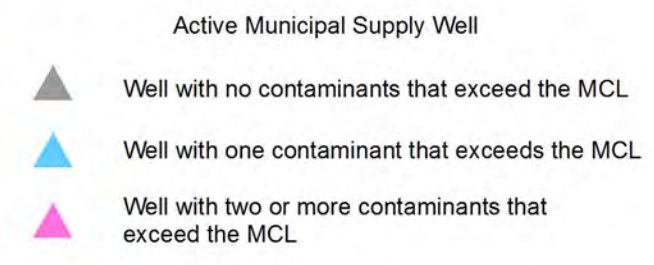 Active Municipal Supply Well
Well with no contaminants that exceed the MCL
Well with one contaminant that exceeds the MCL
Well with two or more contaminants that
exceed the MCL